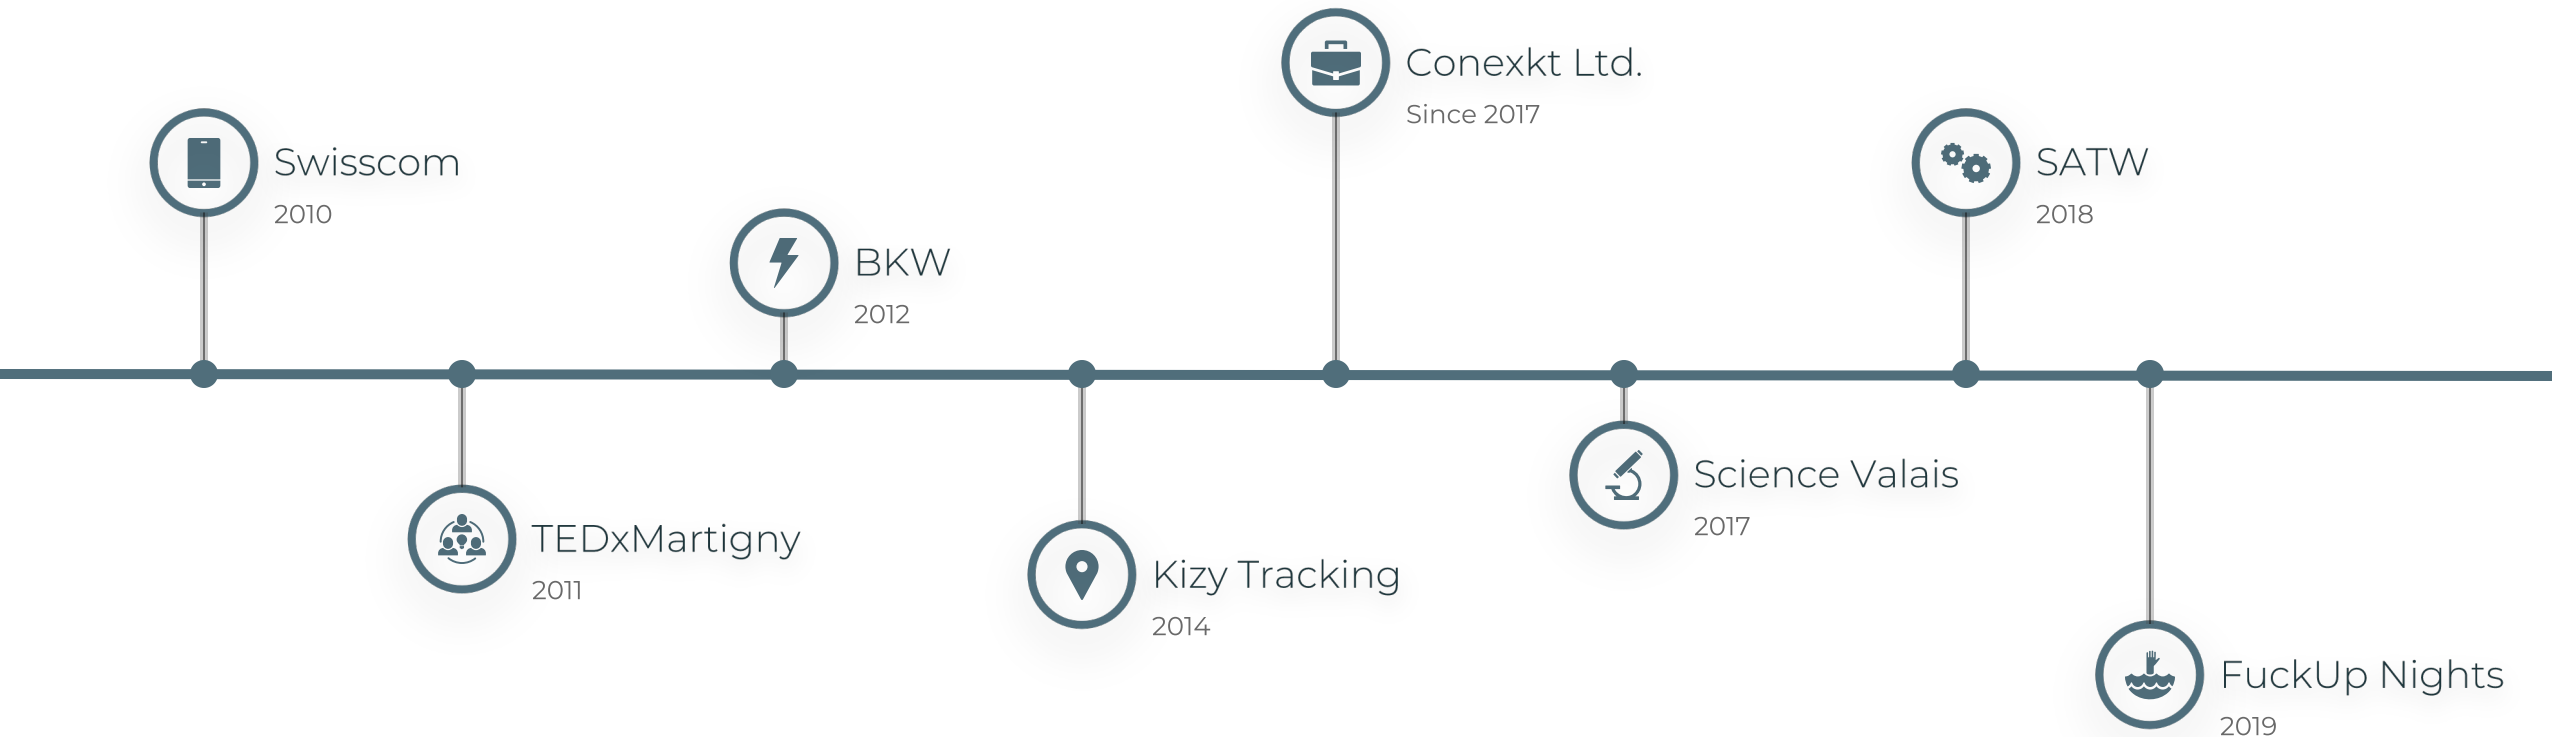 Swisscom
2010
TEDxMartigny
2011
BKW
2012
Kizy Tracking
2014
Conexkt Ltd.
Since 2017
Science Valais
2017
SATW
2018
FuckUp Nights
2019